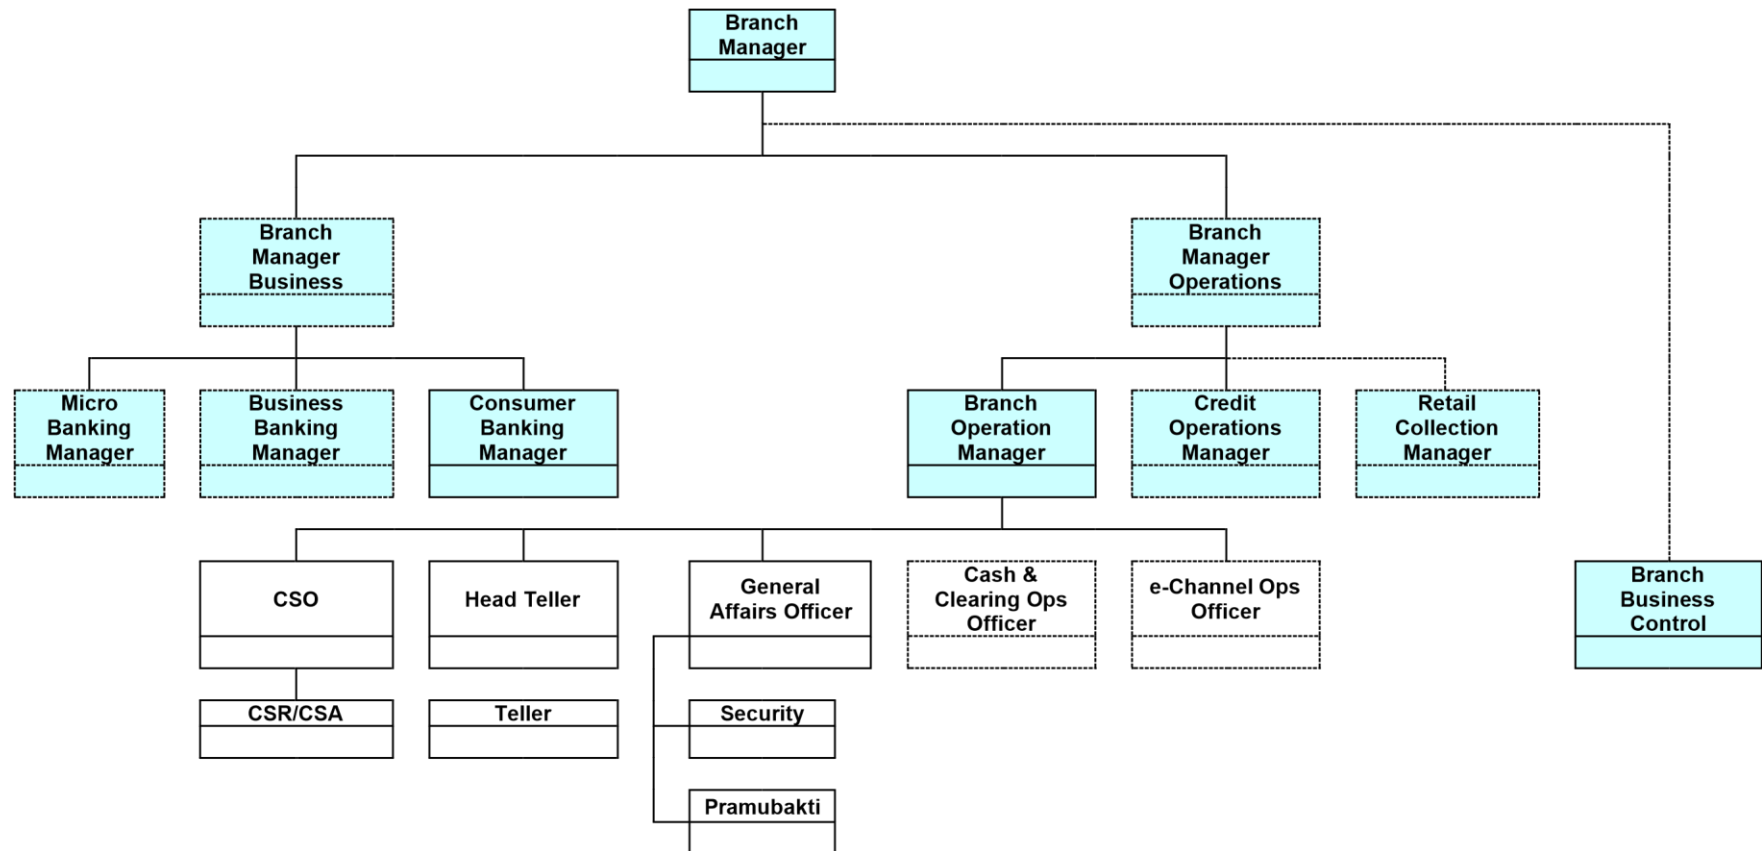 Branch
Manager
Branch
Manager
Business
Branch
Manager
Operations
Micro
Banking
Manager
Business
Banking
Manager
Consumer
Banking
Manager
Branch
Operation
Manager
Credit
Operations
Manager
Retail
Collection
Manager
CSO
Head Teller
General
Affairs Officer
Cash &
Clearing Ops
Officer
e-Channel Ops
Officer
Branch
Business
Control
CSR/CSA
Teller
Security
Pramubakti